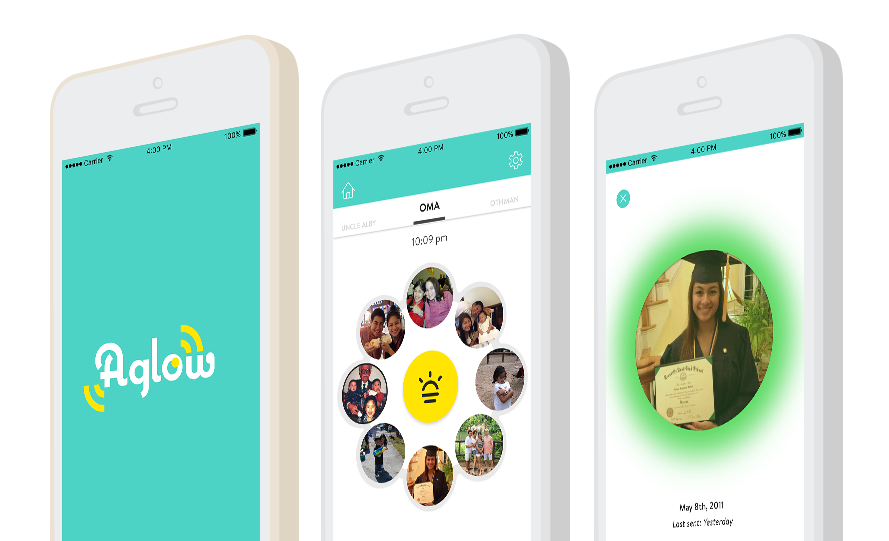 Carrier
4:00 PM
100%
Aglow
Carrier
4:00 PM
100%
UNCLE ALBY
OMA
OTHMAN
10:09 pm
Carrier
4:00 PM
100%
May 8th, 2011
Last sent: Yesterday